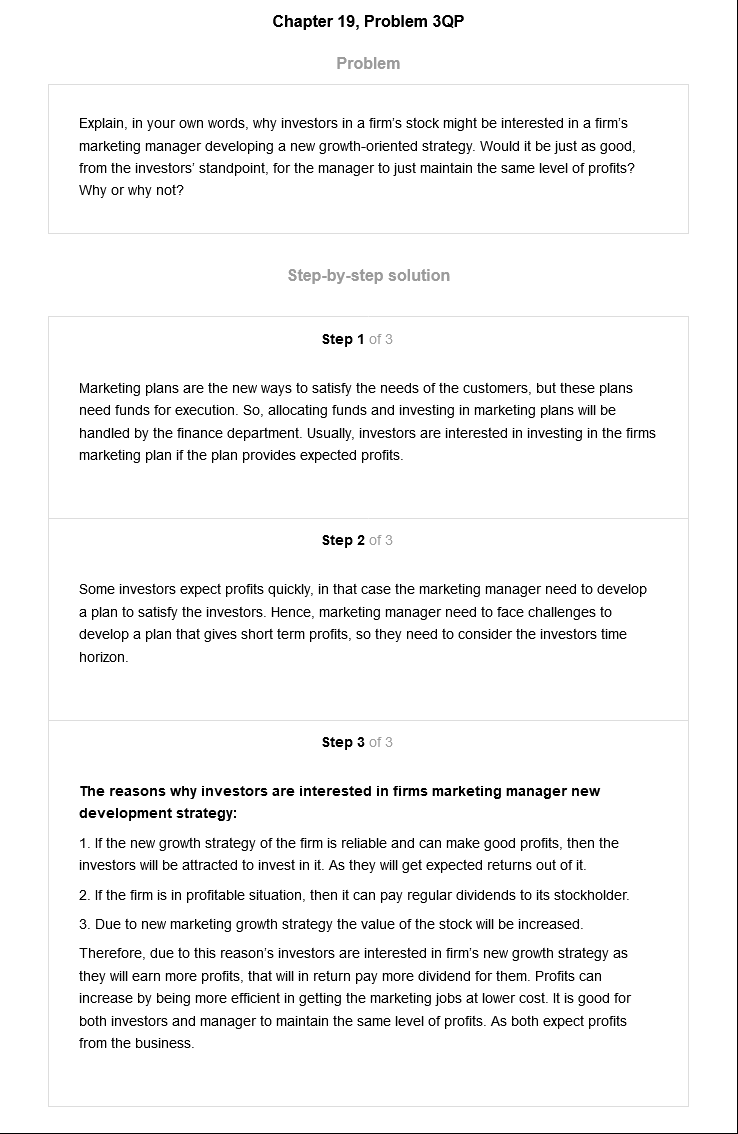 Chapter 19, Problem 3QP
Problem
Explain, in your own words, why investors in a firm's stock might be interested in a firm's
marketing manager developing a new growth-oriented strategy. Would it be just as good,
from the investors' standpoint, for the manager to just maintain the same level of profits?
Why or why not?
Step-by-step solution
Step 1 of 3
Marketing plans are the new ways to satisfy the needs of the customers, but these plans
need funds for execution. So, allocating funds and investing in marketing plans will be
handled by the finance department. Usually, investors are interested in investing in the firms
marketing plan if the plan provides expected profits.
Step 2 of 3
Some investors expect profits quickly, in that case the marketing manager need to develop
a plan to satisfy the investors. Hence, marketing manager need to face challenges to
develop a plan that gives short term profits, so they need to consider the investors time
horizon.
Step 3 of 3
The reasons why investors are interested in firms marketing manager new
development strategy:
1. If the new growth strategy of the firm is reliable and can make good profits, then the
investors will be attracted to invest in it. As they will get expected returns out of it.
2. If the firm is in profitable situation, then it can pay regular dividends to its stockholder.
3. Due to new marketing growth strategy the value of the stock will be increased.
Therefore, due to this reason's investors are interested in firm's new growth strategy as
they will earn more profits, that will in return pay more dividend for them. Profits can
increase by being more efficient in getting the marketing jobs at lower cost. It is good for
both investors and manager to maintain the same level of profits. As both expect profits
from the business.